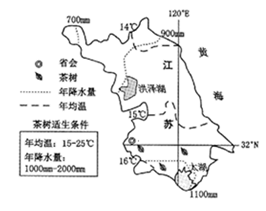 120°E
700mm
14℃
900mm
黄
海
江
洪泽湖
苏
15℃
16℃
32°N
太湖
1100mm
省会
茶树
年降水量
年均温
茶树适生条件
年均温：15-25℃
年降水量：
1000mm-2000mm